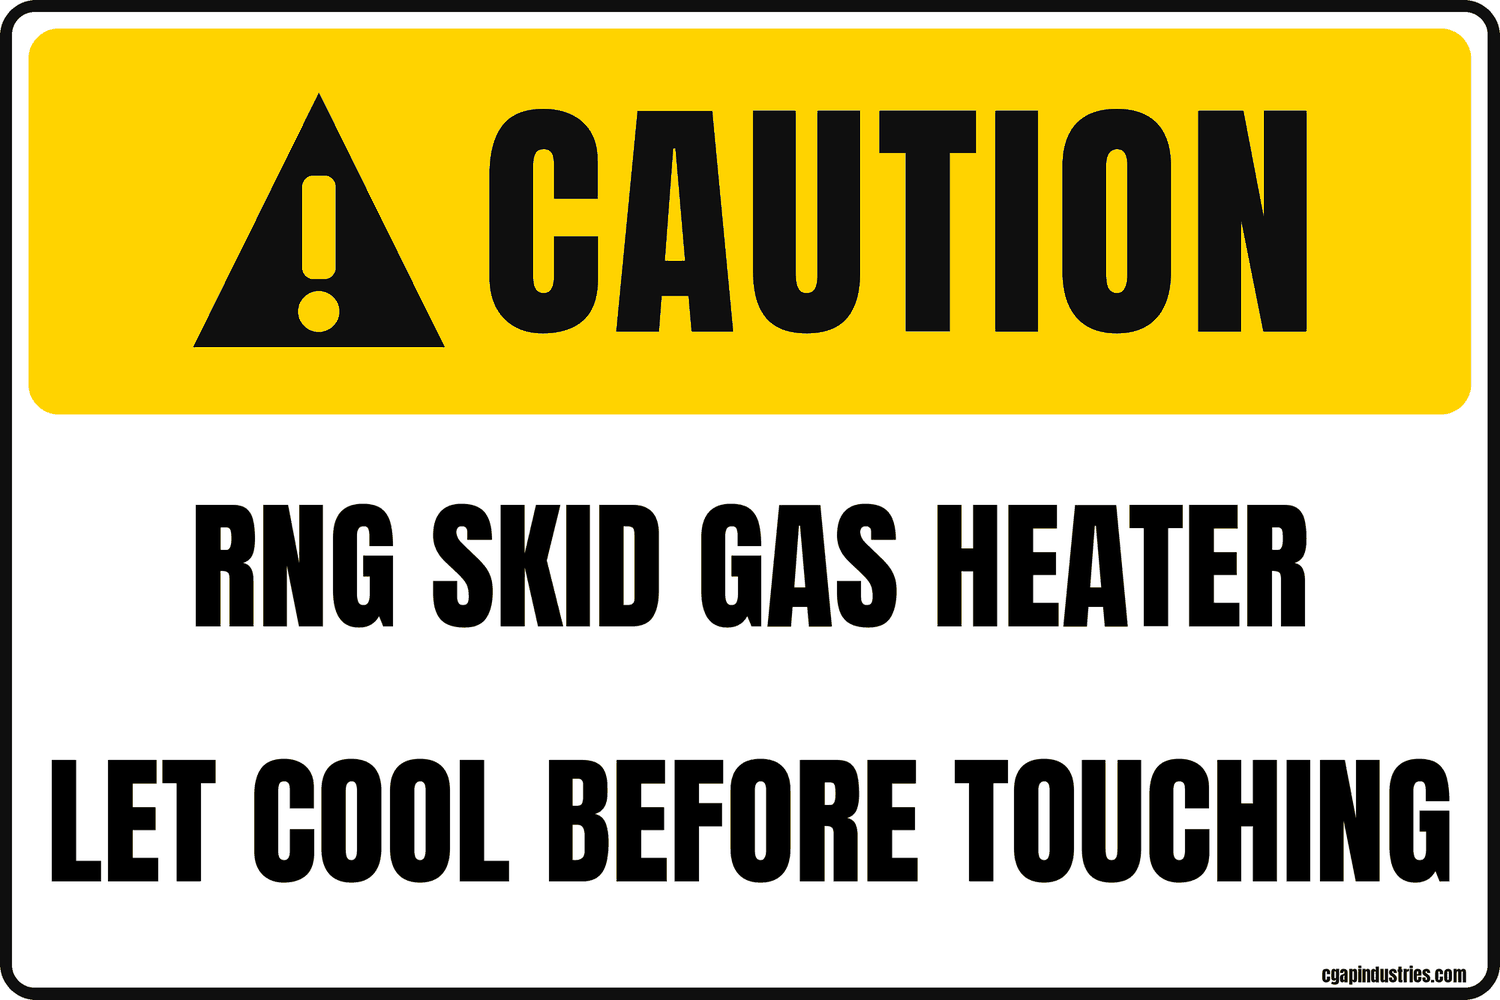 CAUTION
RNG SKID GAS HEATER
LET COOL BEFORE TOUCHING
cgapindustries.com